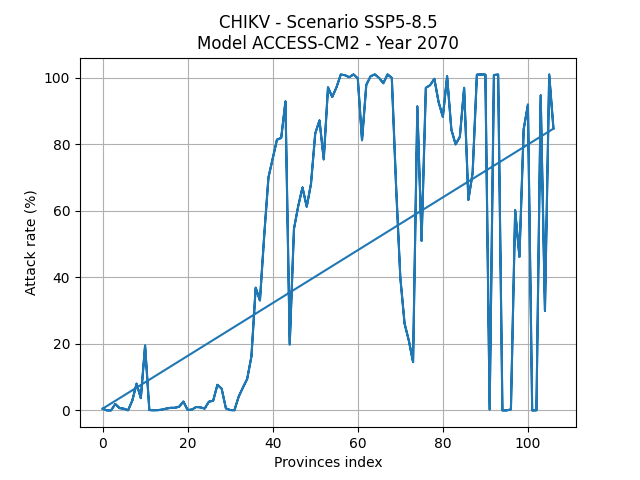 CHIKV - Scenario SSP5-8.5
Model ACCESS-CM2 - Year 2070
100
80
60
40
20
0
Attack rate (%)
0 20 40 60 80 100
Provinces index